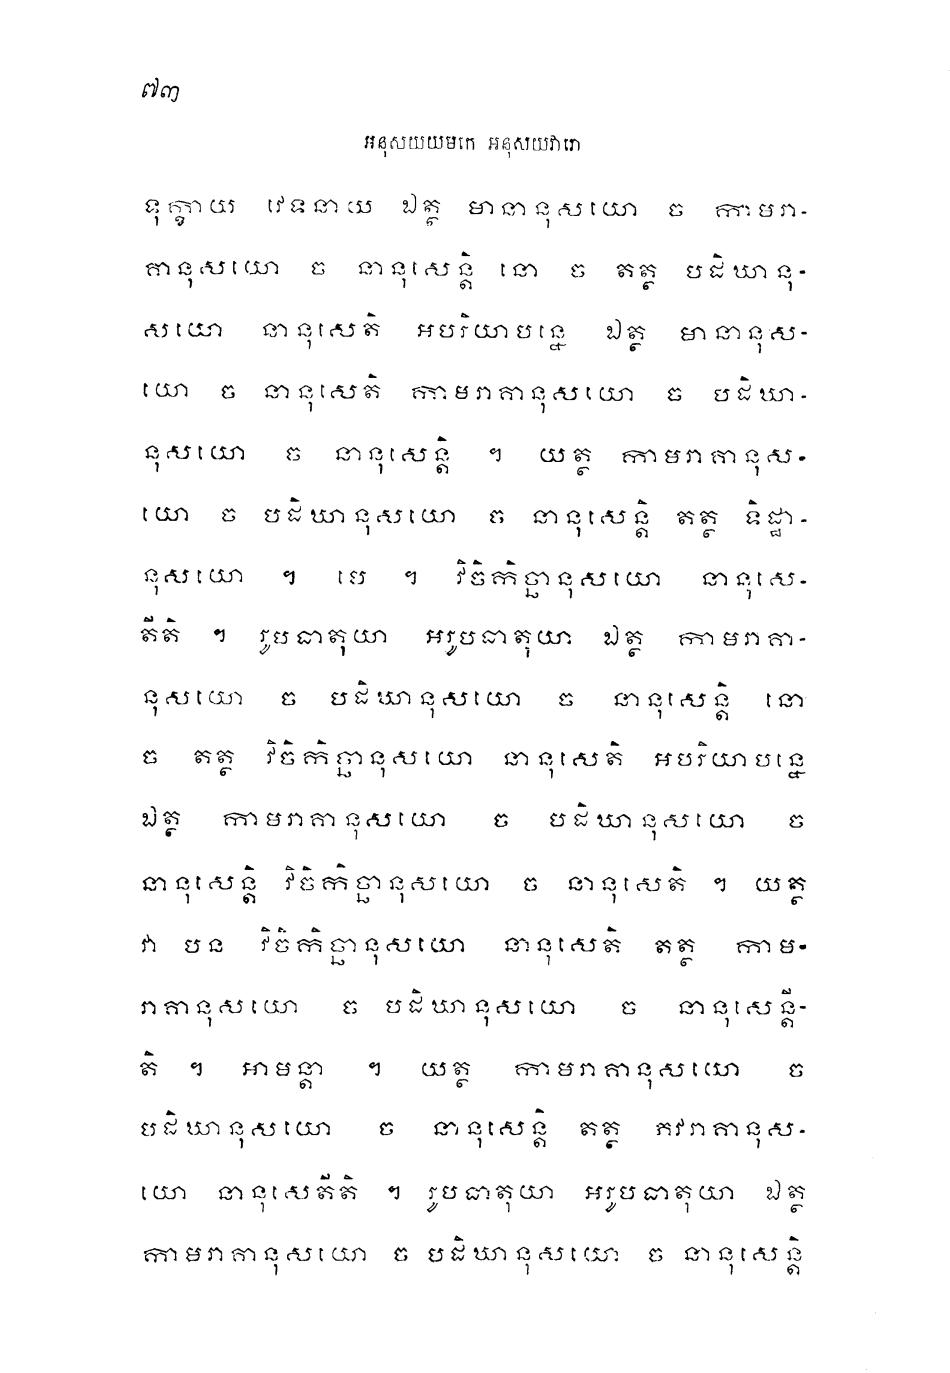 ៧៣
អនុសយយមកេ អនុសយវារោ
ទុក្ខាយ វេទនាយ ឯត្ថ មានានុសយោ ច កាមរា-
គានុសយោ ច នានុសេន្តិ នោ ច តត្ថ បដិឃានុ-
សយោ នានុសេតិ អបរិយាបន្នេ ឯត្ថ មានានុស-
យោ ច នានុសេតិ កាមរាគានុសយោ ច បដិឃា-
នុសយោ ច នានុសេន្តិ ។ យត្ថ កាមរាគានុស-
យោ ច បដិឃានុសយោ ច នានុសេន្តិ តត្ថ ទិដ្ឋា-
នុសយោ ។ បេ ។ វិចិកិច្ឆានុសយោ នានុសេ-
តីតិ ។ រូបធាតុយា អរូបធាតុយា ឯត្ថ កាមរាគា-
នុសយោ ច បដិឃានុសយោ ច នានុសេន្តិ នោ
ច តត្ថ វិចិកិច្ឆានុសយោ នានុសេតិ អបរិយាបន្នេ
ឯត្ថ កាមរាគានុសយោ ច បដិឃានុសយោ ច
នានុសេន្តិ វិចិកិច្ឆានុសយោ ច នានុសេតិ ។ យត្ថ
វា បន វិចិកិច្ឆានុសយោ នានុសេតិ តត្ថ កាម-
រាគានុសយោ ច បដិឃានុសយោ ច នានុសេន្តី-
តិ ។ អាមន្តា ។ យត្ថ កាមរាគានុសយោ ច
បដិឃានុសយោ ច នានុសេន្តិ តត្ថ ភវរាគានុស-
យោ នានុសេតីតិ ។ រូបធាតុយា អរូបធាតុយា ឯត្ថ
កាមរាគានុសយោ ច បដិឃានុសយោ ច នានុសេន្តិ